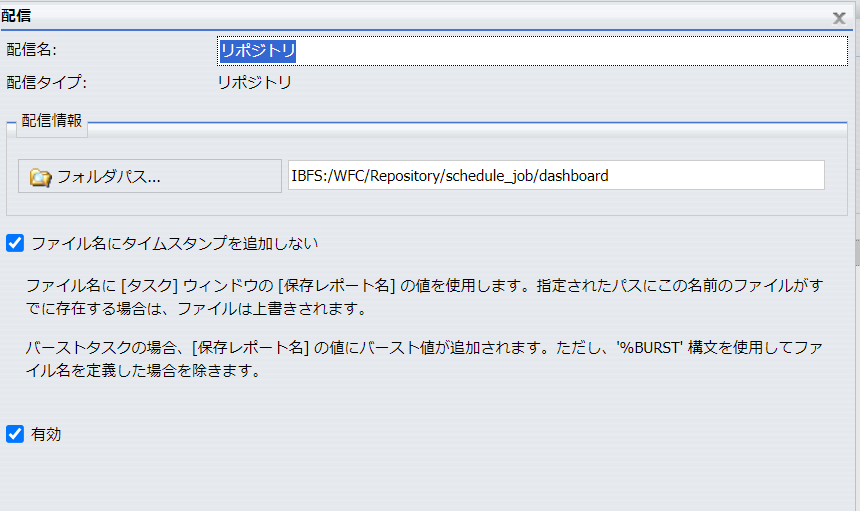 配信
配信名: リポジトリ
配信タイプ: リポジトリ
配信情報
フォルダパス... IBFS:/WFC/Repository/schedule_job/dashboard
ファイル名にタイムスタンプを追加しない
ファイル名に [タスク] ウィンドウの [保存レポート名] の値を使用します。指定されたパスにこの名前のファイルがす
でに存在する場合は、ファイルは上書きされます。
バーストタスクの場合、[保存レポート名] の値にバースト値が追加されます。ただし、'%BURST' 構文を使用してファ
イル名を定義した場合を除きます。
有効